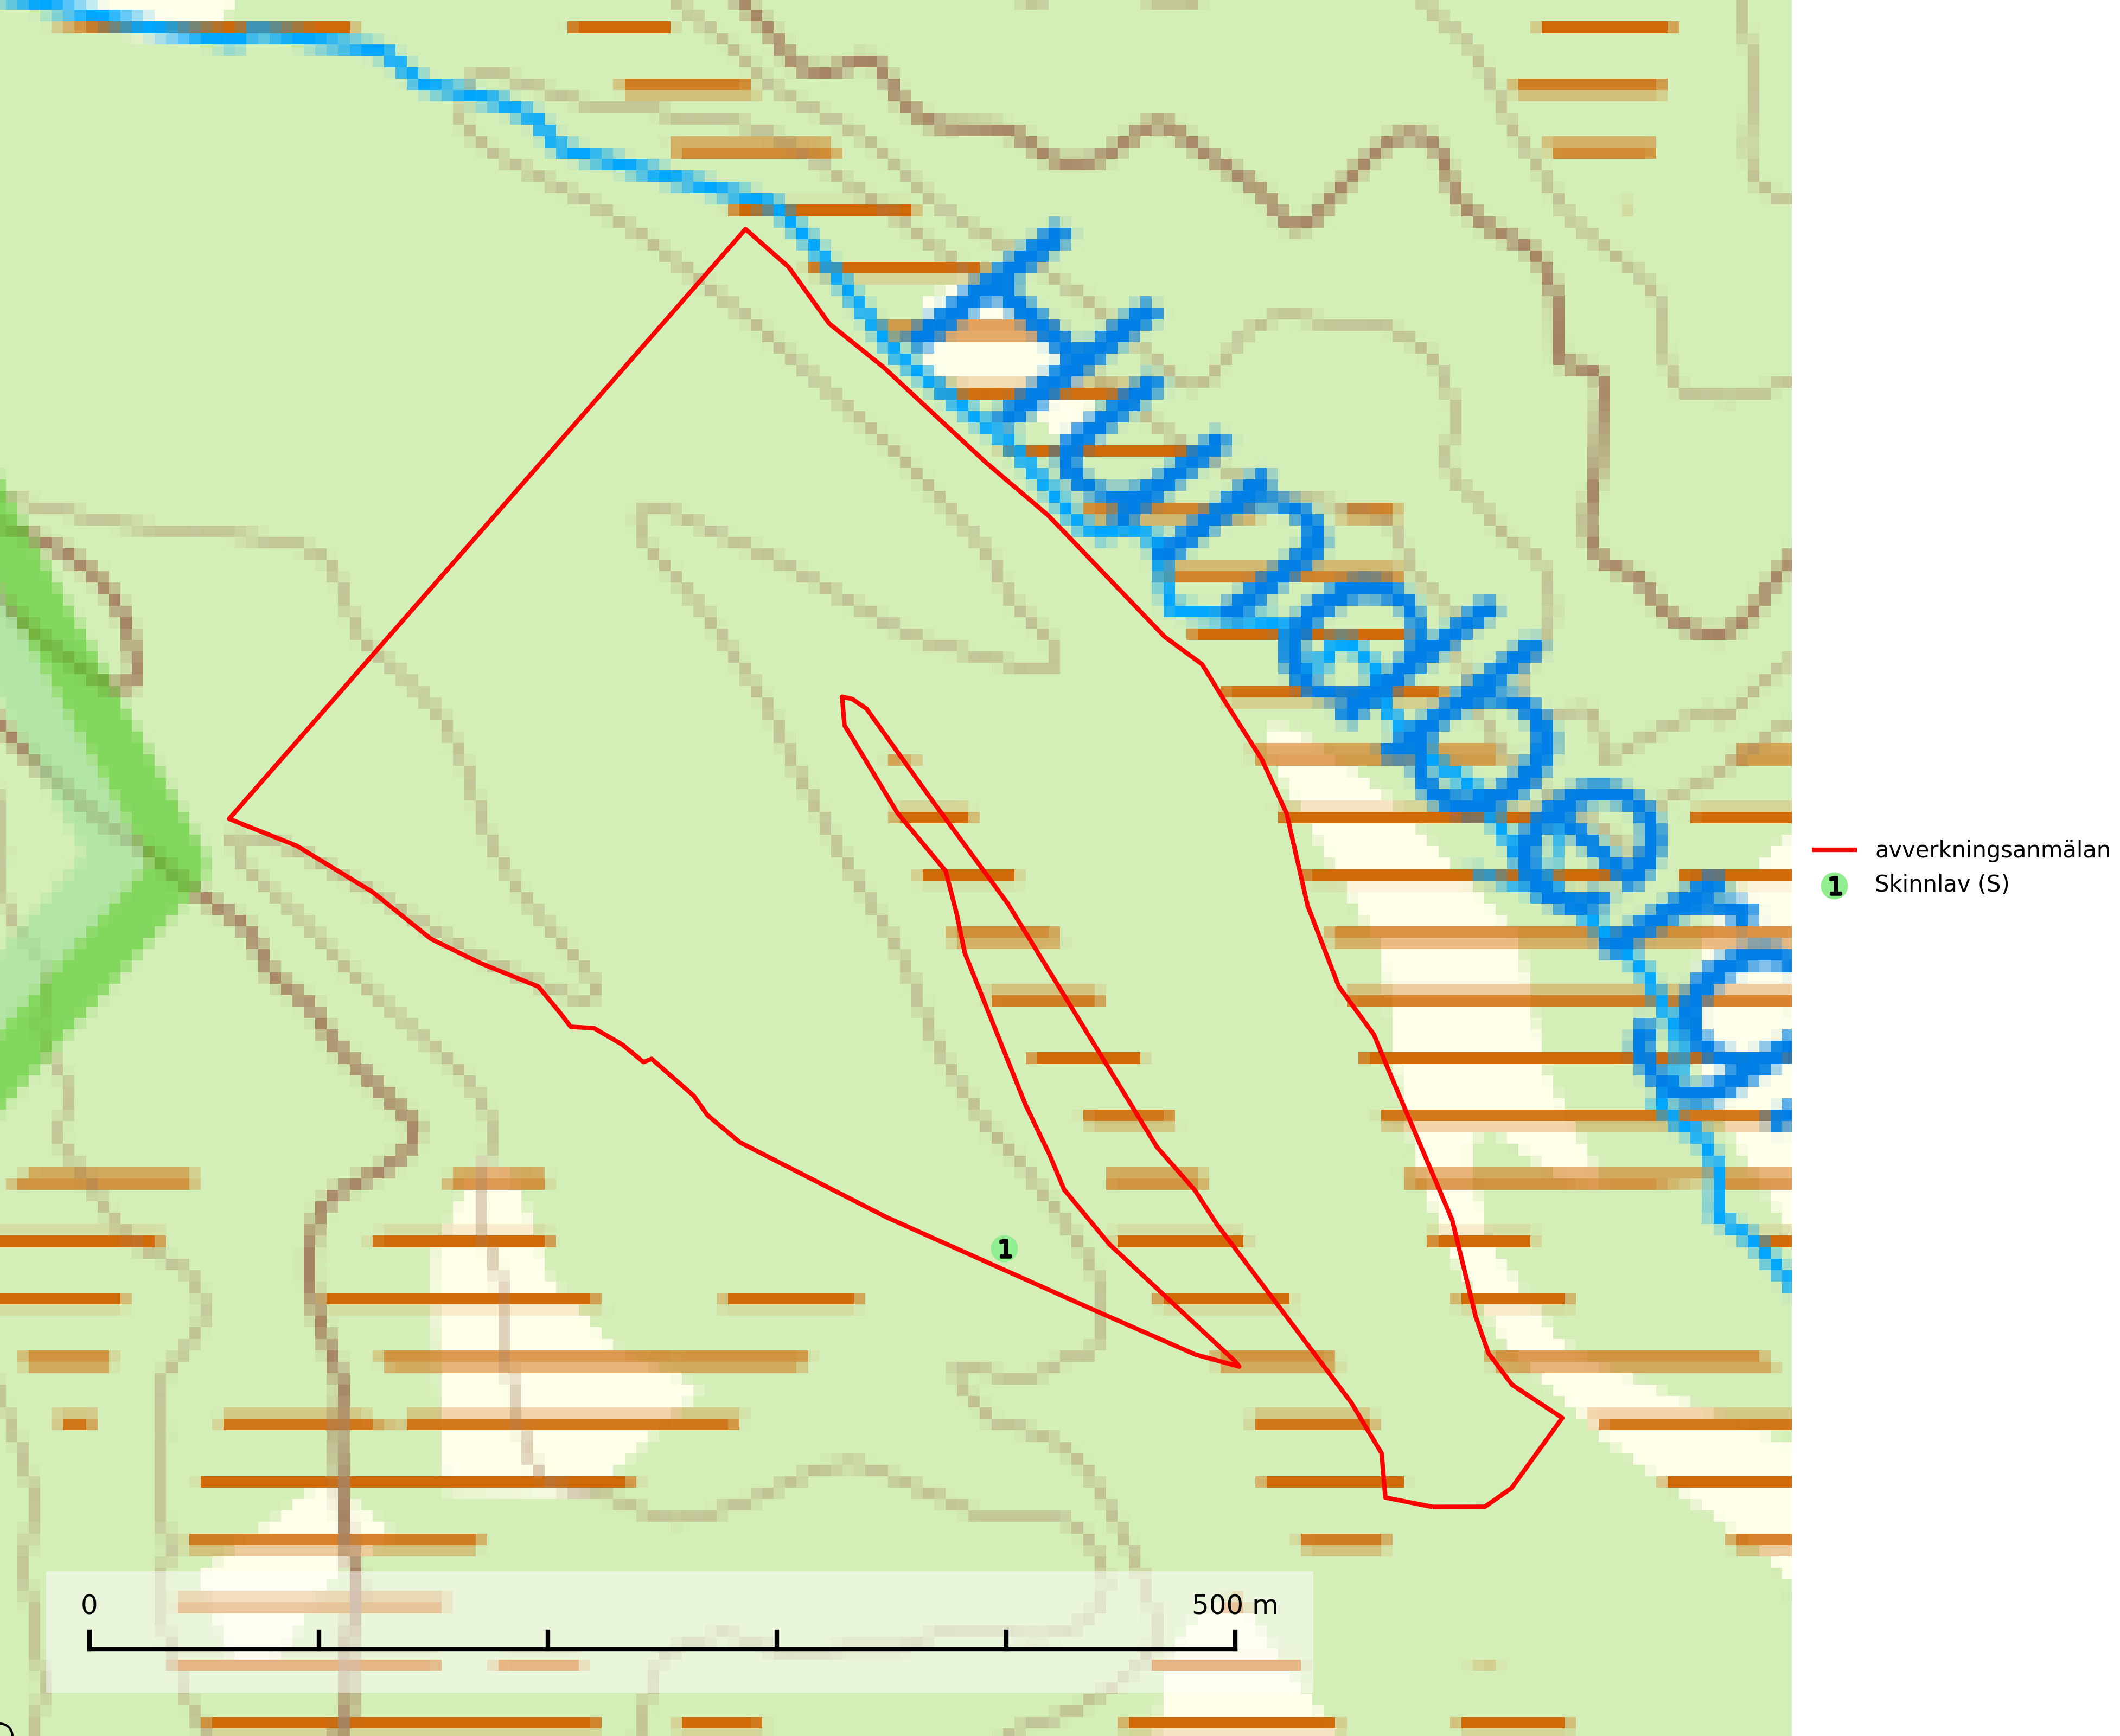 1
0
500 m
avverkningsanmälan
1 Skinnlav (S)